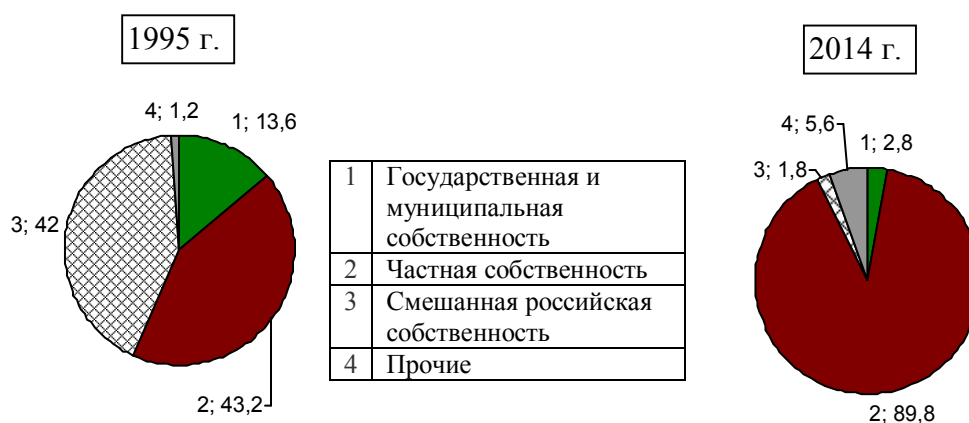 1995 г.
4; 1,2
1; 13,6
3; 42
2; 43,2
1 Государственная и
муниципальная
собственность
2 Частная собственность
3 Смешанная российская
собственность
4 Прочие
2014 г.
4; 5,6
1; 2,8
3; 1,8
2; 89,8